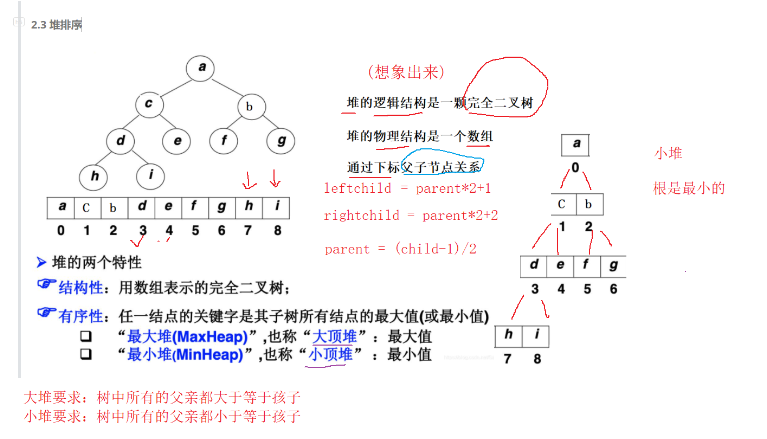 2.3 堆排序
a
c
b
d
e
f
g
h
i
a C b d e f g h i
0 1 2 3 4 5 6 7 8
(想象出来)
堆的逻辑结构是一颗完全二叉树
堆的物理结构是一个数组
通过下标父子节点关系
leftchild = parent*2+1
rightchild = parent*2+2
parent = (child-1)/2
a
0
C b
1 2
d e f g
3 4 5 6
h i
7 8
小堆
根是最小的
堆的两个特性
结构性：用数组表示的完全二叉树；
有序性：任一结点的关键字是其子树所有结点的最大值(或最小值)
“最大堆(MaxHeap)”,也称“大顶堆”：最大值
“最小堆(MinHeap)”,也称“小顶堆”：最小值
大堆要求：树中所有的父亲都大于等于孩子
小堆要求：树中所有的父亲都小于等于孩子